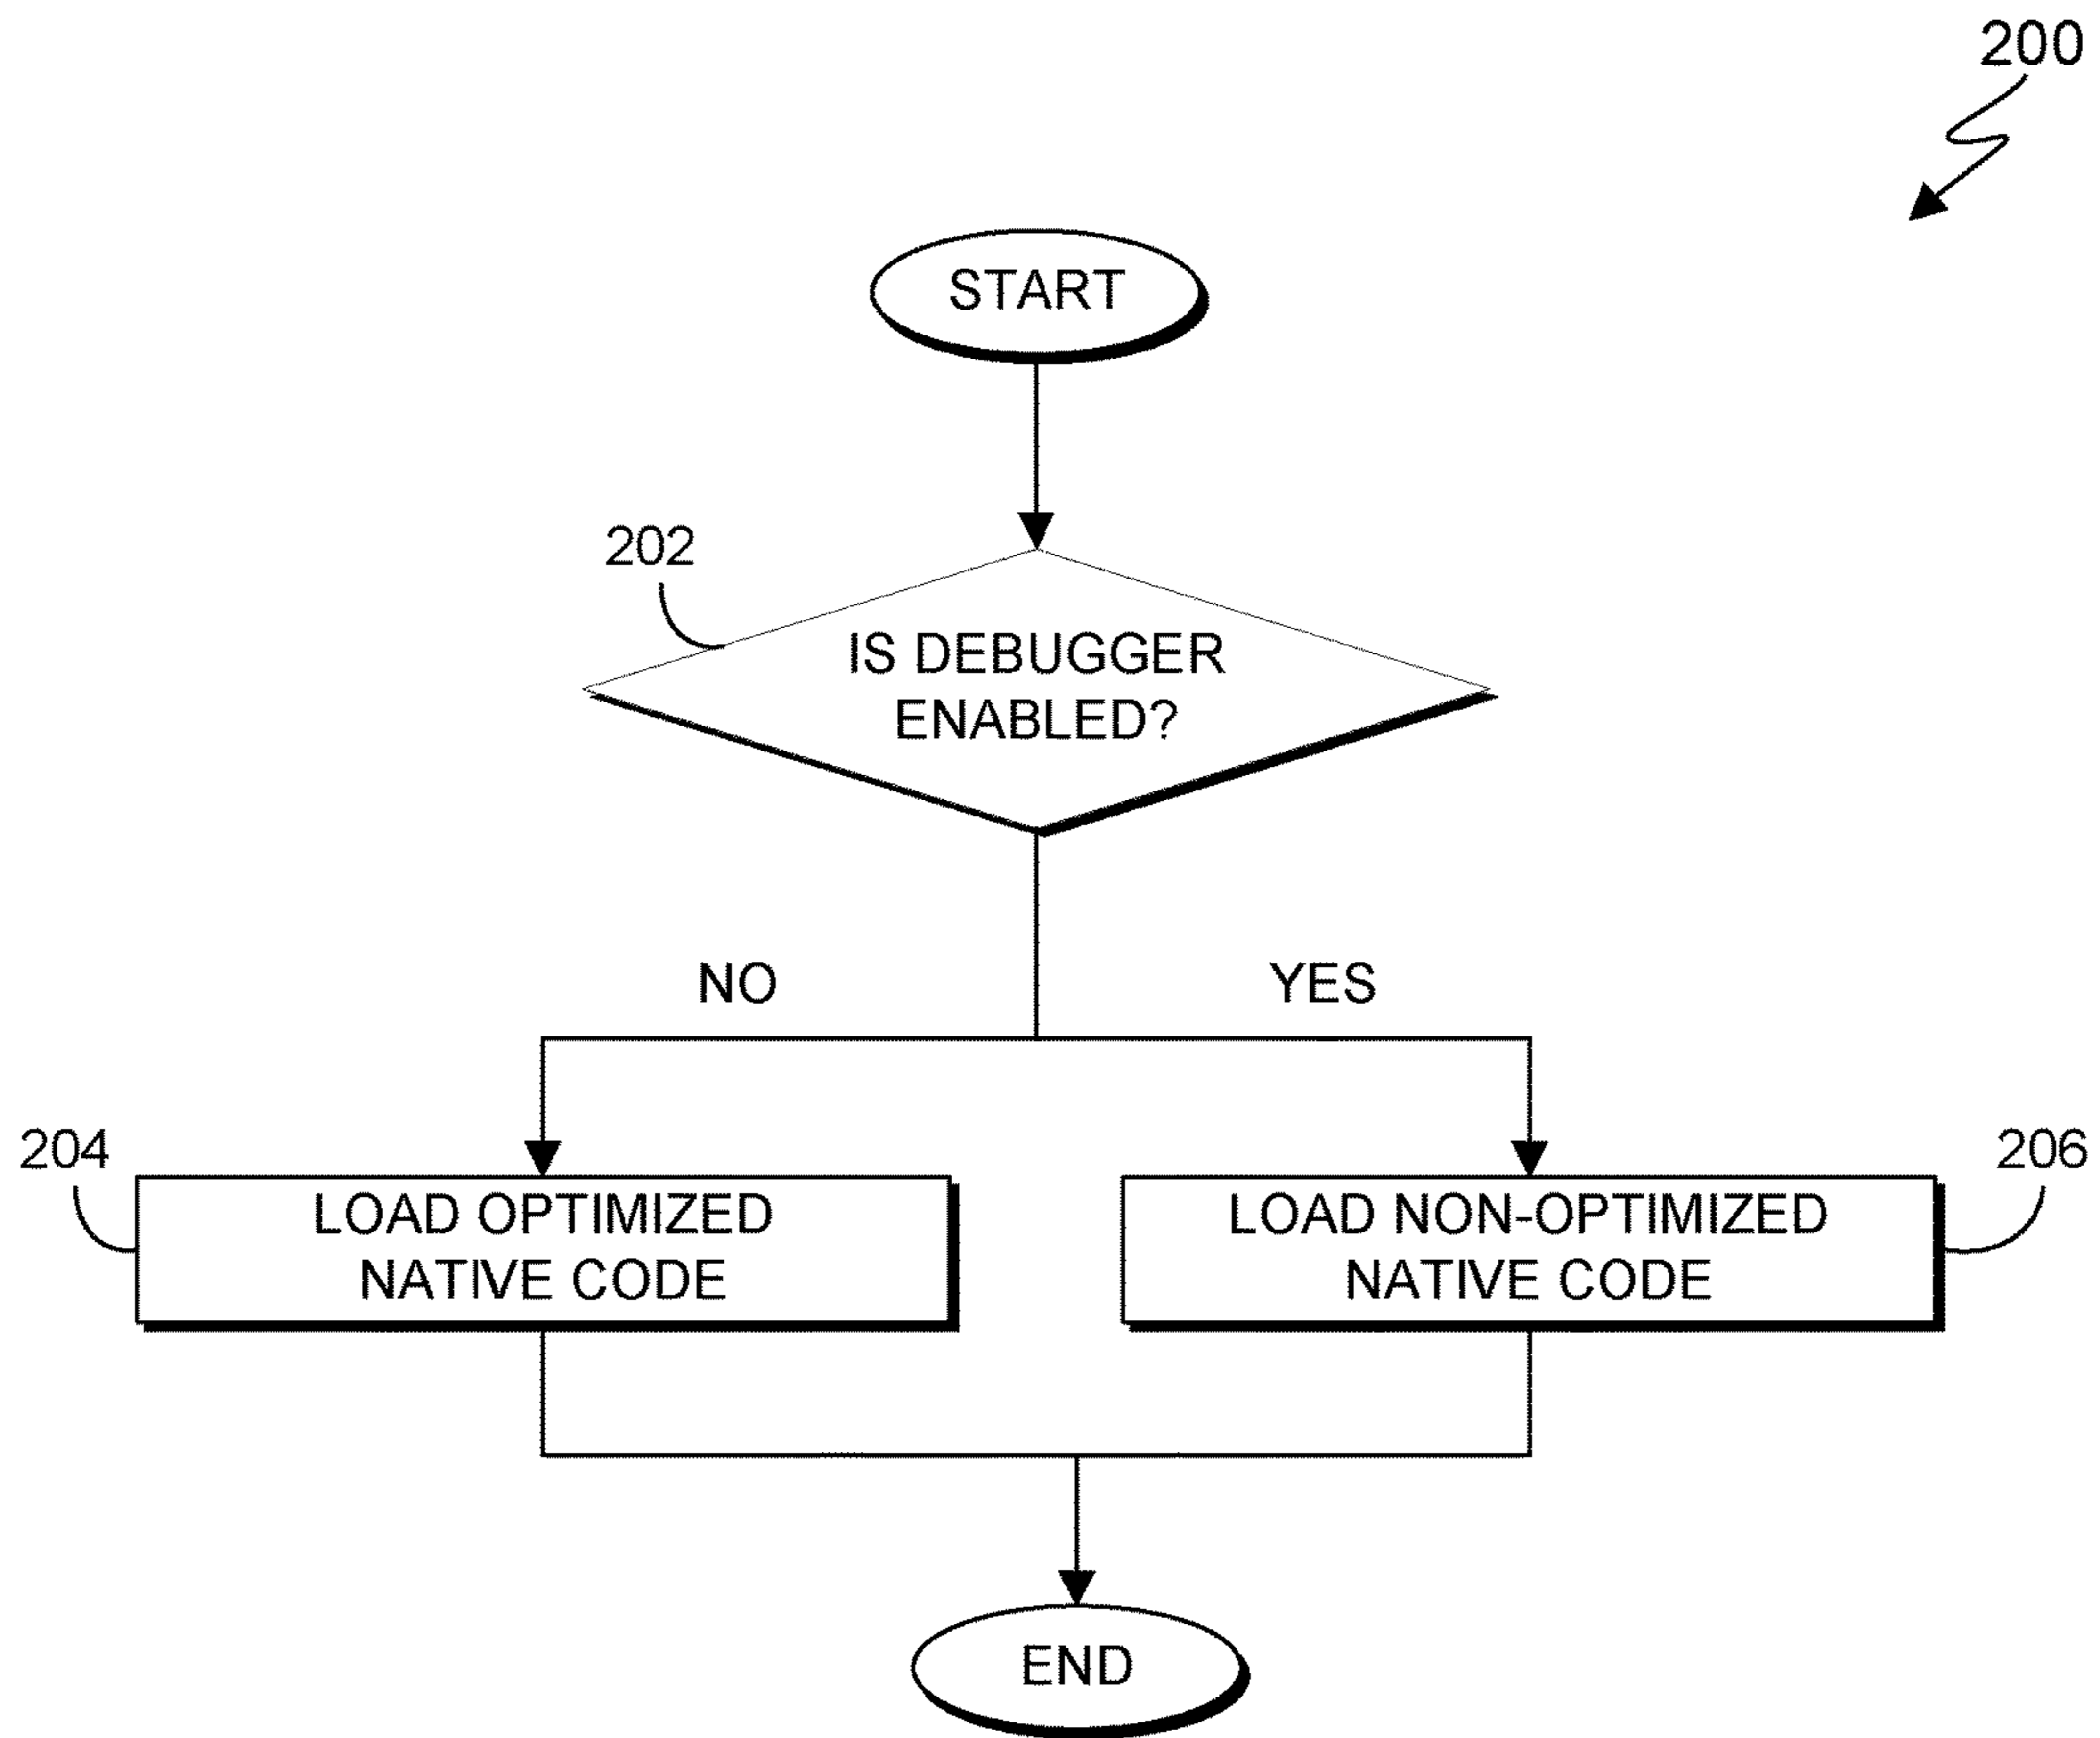 200
START
202
IS DEBUGGER
ENABLED?
NO
YES
204
LOAD OPTIMIZED
NATIVE CODE
LOAD NON-OPTIMIZED
NATIVE CODE
206
END